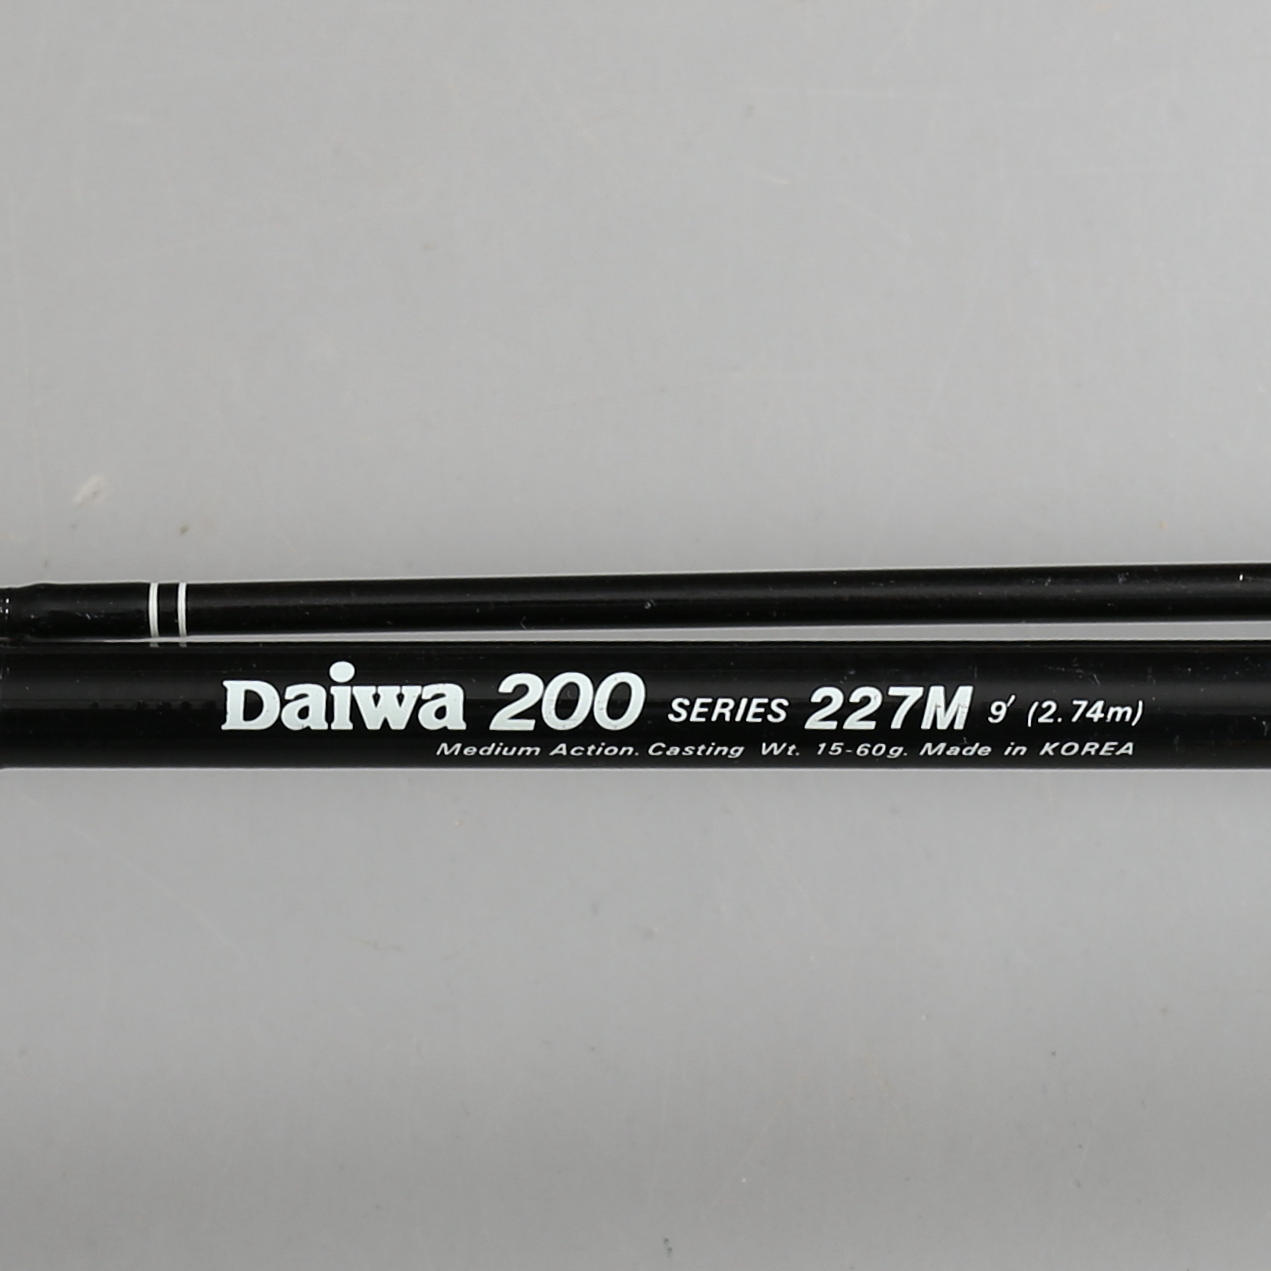 Daiwa 200 SERIES 227M 9' (2.74m)
Medium Action. Casting Wt. 15-60g. Made in KOREA